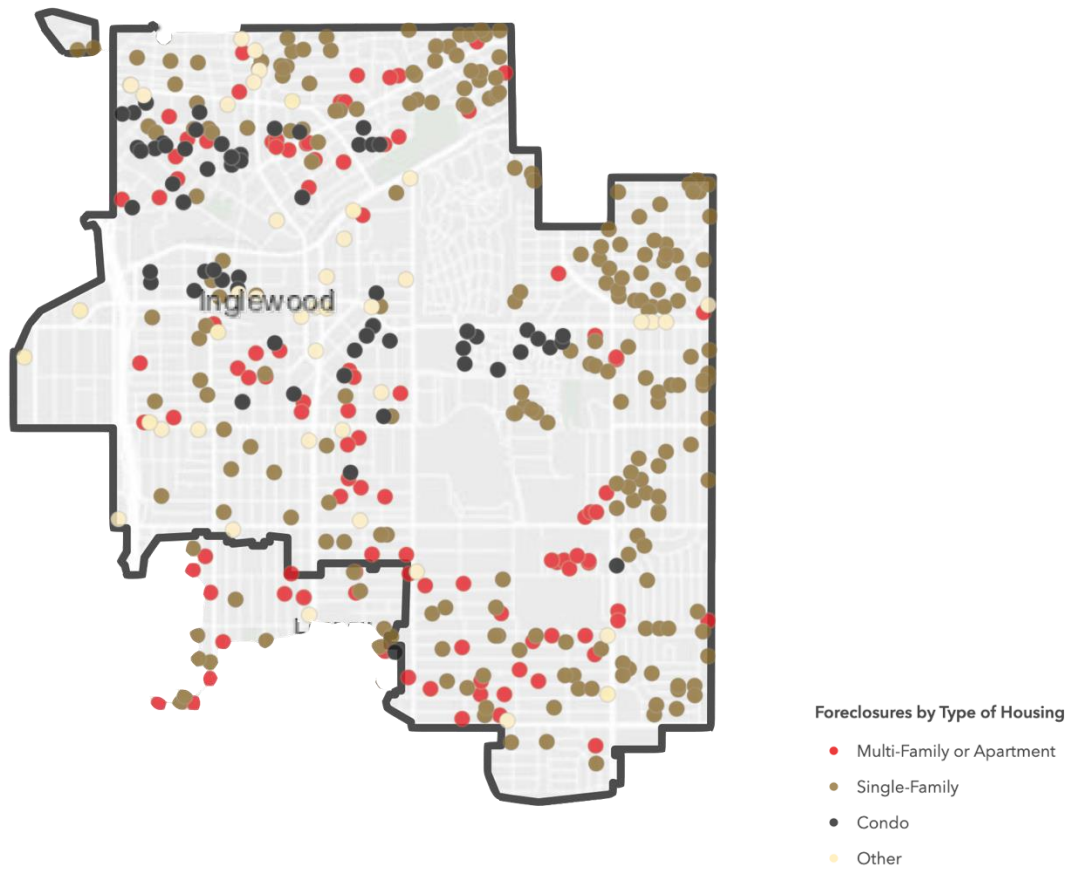 Inglewood
Foreclosures by Type of Housing
Multi-Family or Apartment
Single-Family
Condo
Other